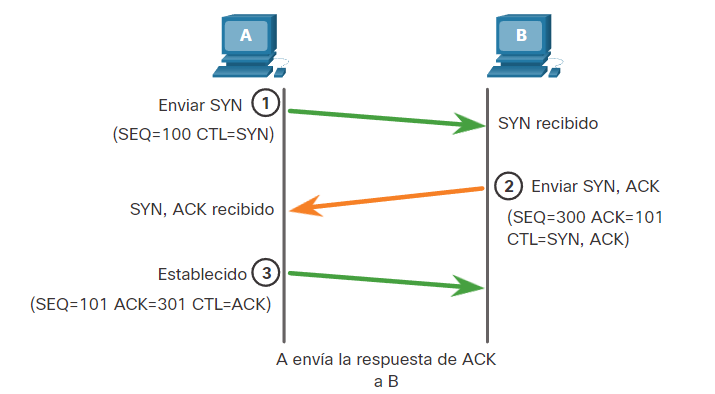 A
B
Enviar SYN 1
(SEQ=100 CTL=SYN)
SYN recibido
2 Enviar SYN, ACK
SYN, ACK recibido
(SEQ=300 ACK=101
CTL=SYN, ACK)
Establecido 3
(SEQ=101 ACK=301 CTL=ACK)
A envía la respuesta de ACK
a B